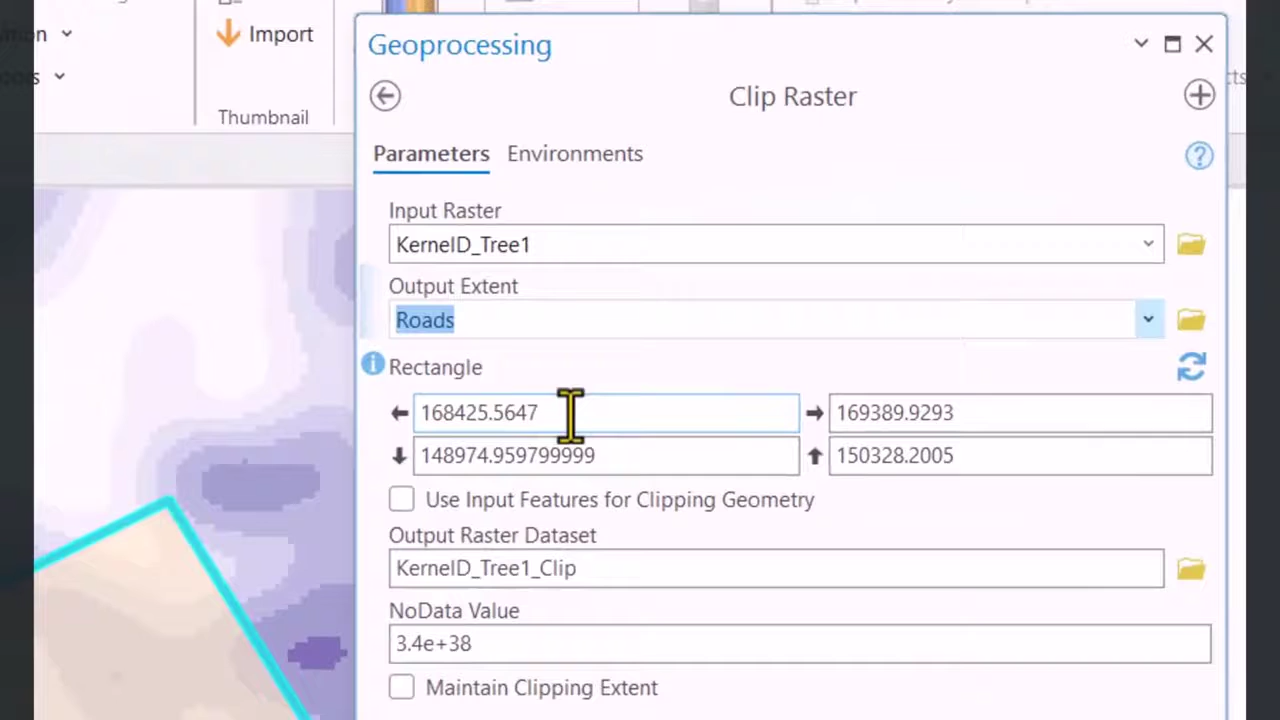 Import
Thumbnail
Geoprocessing
Clip Raster
Parameters Environments
Input Raster
KernelD_Tree1
Output Extent
Roads
Rectangle
168425.5647 169389.9293
148974.959799999 150328.2005
Use Input Features for Clipping Geometry
Output Raster Dataset
KernelD_Tree1_Clip
NoData Value
3.4e+38
Maintain Clipping Extent